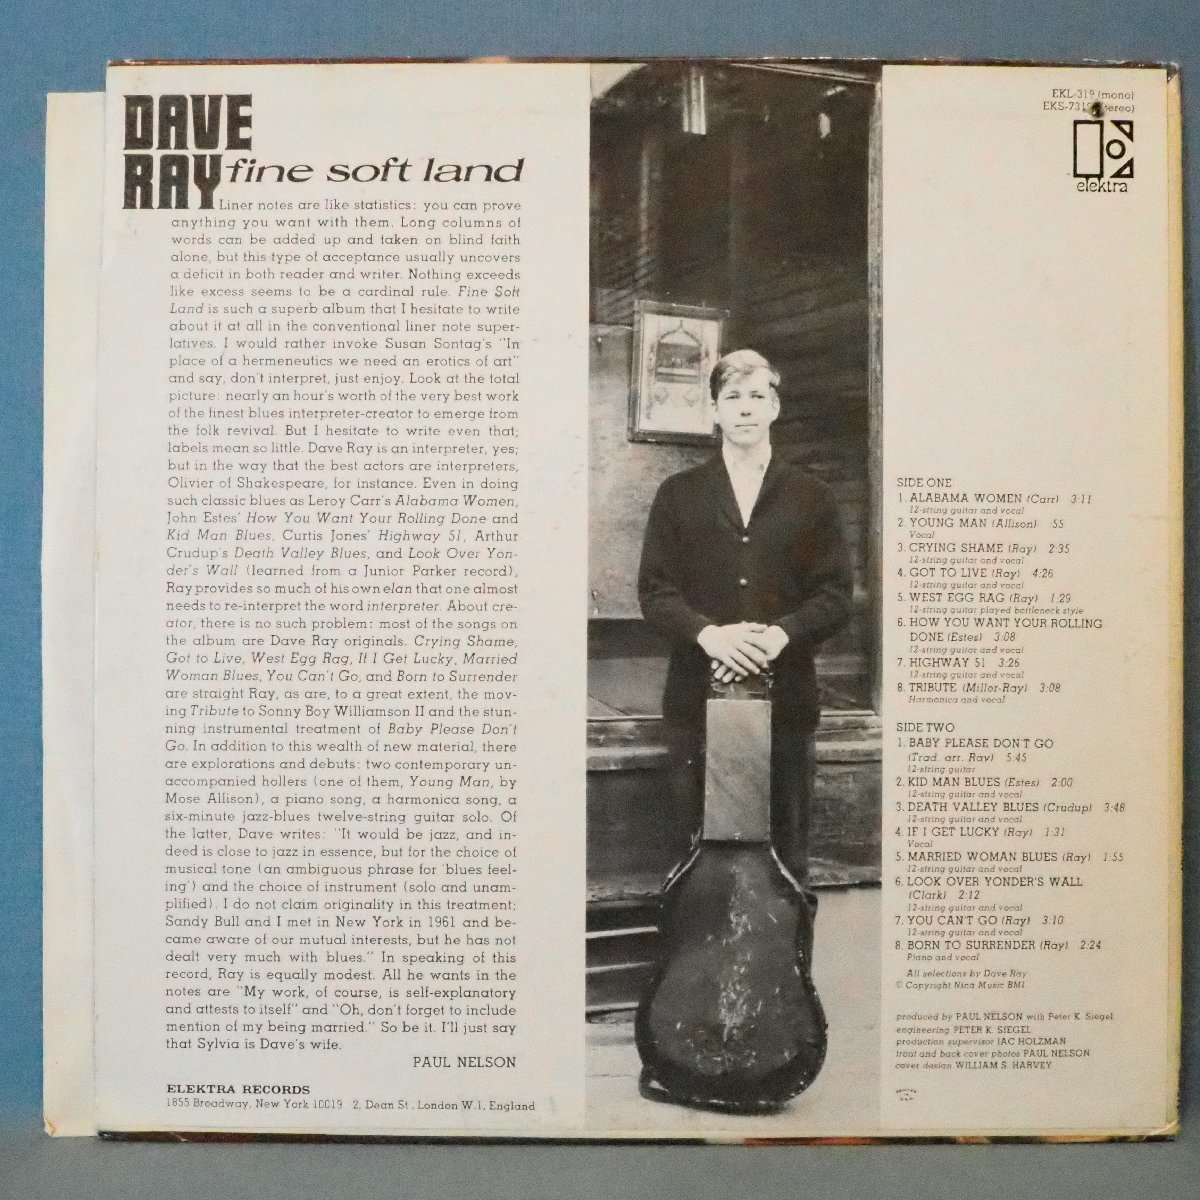 DAVE
RAY fine soft land
Liner notes are like statistics: you can prove
anything you want with them. Long columns of
words can be added up and taken on blind faith
alone, but this type of acceptance usually uncovers
a deficit in both reader and writer. Nothing exceeds
like excess seems to be a cardinal rule. Fine Soft
Land is such a superb album that I hesitate to write
about it at all in the conventional liner note super-
latives. I would rather invoke Susan Sontag's "In
place of a hermeneutics we need an erotics of art"
and say, don't interpret, just enjoy. Look at the total
picture: nearly an hour's worth of the very best work
of the finest blues interpreter-creator to emerge from
the folk revival. But I hesitate to write even that;
labels mean so little. Dave Ray is an interpreter, yes;
but in the way that the best actors are interpreters,
Olivier of Shakespeare, for instance. Even in doing
such classic blues as Leroy Carr's Alabama Women,
John Estes' How You Want Your Rolling Done and
Kid Man Blues, Curtis Jones' Highway 51, Arthur
Crudup's Death Valley Blues, and Look Over Yon-
der's Wall (learned from a Junior Parker record),
Ray provides so much of his own elan that one almost
needs to re-interpret the word interpreter. About cre-
ator, there is no such problem: most of the songs on
the album are Dave Ray originals. Crying Shame,
Got to Live, West Egg Rag, If I Get Lucky, Married
Woman Blues, You Can't Go, and Born to Surrender
are straight Ray, as are, to a great extent, the mov-
ing Tribute to Sonny Boy Williamson II and the stun-
ning instrumental treatment of Baby Please Don't
Go. In addition to this wealth of new material, there
are explorations and debuts: two contemporary un-
accompanied hollers (one of them, Young Man, by
Mose Allison), a piano song, a harmonica song, a
six-minute jazz-blues twelve-string guitar solo. Of
the latter, Dave writes: "It would be jazz, and in-
deed is close to jazz in essence, but for the choice of
musical tone (an ambiguous phrase for 'blues feel-
ing') and the choice of instrument (solo and unam-
plified). I do not claim originality in this treatment;
Sandy Bull and I met in New York in 1961 and be-
came aware of our mutual interests, but he has not
dealt very much with blues." In speaking of this
record, Ray is equally modest. All he wants in the
notes are "My work, of course, is self-explanatory
and attests to itself" and "Oh, don't forget to include
mention of my being married." So be it. I'll just say
that Sylvia is Dave's wife.
PAUL NELSON
ELEKTRA RECORDS
1855 Broadway, New York 10019 2, Dean St., London W.1, England
EKL-319 (mono)
EKS-7319 (stereo)
elektra
SIDE ONE
1. ALABAMA WOMEN (Carr) 3:11
12-string guitar and vocal
2. YOUNG MAN (Allison) :55
Vocal
3. CRYING SHAME (Ray) 2:35
12-string guitar and vocal
4. GOT TO LIVE (Ray) 4:26
12-string guitar and vocal
5. WEST EGG RAG (Ray) 1:29
12-string guitar played bottleneck style
6. HOW YOU WANT YOUR ROLLING
DONE (Estes) 3:08
12-string guitar and vocal
7. HIGHWAY 51 3:26
12-string guitar and vocal
8. TRIBUTE (Miller-Ray) 3:08
Harmonica and vocal
SIDE TWO
1. BABY PLEASE DON'T GO
(Trad. arr. Ray) 5:45
12-string guitar
2. KID MAN BLUES (Estes) 2:00
12-string guitar and vocal
3. DEATH VALLEY BLUES (Crudup) 3:48
12-string guitar and vocal
4. IF I GET LUCKY (Ray) 1:31
Vocal
5. MARRIED WOMAN BLUES (Ray) 1:55
12-string guitar and vocal
6. LOOK OVER YONDER'S WALL
(Clark) 2:12
12-string guitar and vocal
7. YOU CAN'T GO (Ray) 3:10
12-string guitar and vocal
8. BORN TO SURRENDER (Ray) 2:24
Piano and vocal
All selections by Dave Ray
© Copyright Nina Music BMI
produced by PAUL NELSON with Peter K. Siegel
engineering PETER K. SIEGEL
production supervisor JAC HOLZMAN
front and back cover photos PAUL NELSON
cover design WILLIAM S. HARVEY